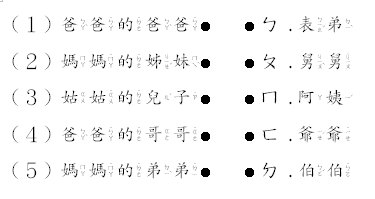 (1) 爸爸的爸爸● ●ㄅ.表弟
(2) 媽媽的姊妹● ●ㄆ.舅舅
(3) 姑姑的兒子● ●ㄇ.阿姨
(4) 爸爸的哥哥● ●ㄈ.爺爺
(5) 媽媽的弟弟● ●ㄉ.伯伯